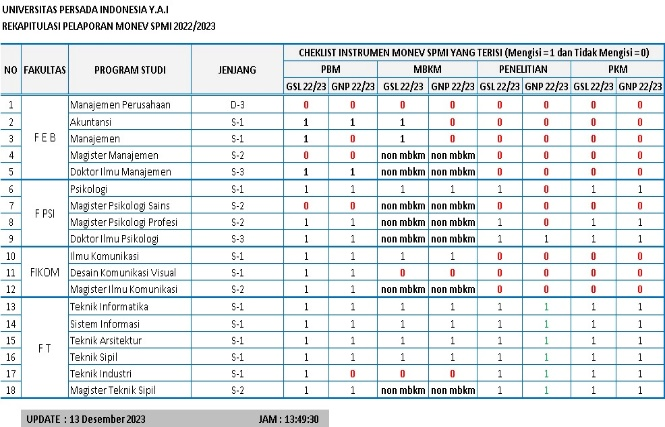 UNIVERSITAS PERSADA INDONESIA Y.A.I
REKAPITULASI PELAPORAN MONEV SPMI 2022/2023
NO FAKULTAS PROGRAM STUDI JENJANG CHEKLIST INSTRUMEN MONEV SPMI YANG TERISI (Mengisi = 1 dan Tidak Mengisi = 0)
PBM MBKM PENELITIAN PKM
GSL 22/23 GNP 22/23 GSL 22/23 GNP 22/23 GSL 22/23 GNP 22/23 GSL 22/23 GNP 22/23
1 Manajemen Perusahaan D-3 0 0 0 0 0 0 0 0
2 Akuntansi S-1 1 1 1 0 0 0 0 0
3 F E B Manajemen S-1 1 0 1 0 0 0 0 0
4 Magister Manajemen S-2 0 0 non mbkm non mbkm 0 0 0 0
5 Doktor Ilmu Manajemen S-3 1 1 non mbkm non mbkm 0 0 0 0
6 Psikologi S-1 1 1 1 1 1 0 1 1
7 F PSI Magister Psikologi Sains S-2 0 0 non mbkm non mbkm 0 0 0 0
8 Magister Psikologi Profesi S-2 1 1 non mbkm non mbkm 1 0 1 1
9 Doktor Ilmu Psikologi S-3 1 1 non mbkm non mbkm 1 1 1 1
10 Ilmu Komunikasi S-1 1 1 1 1 0 0 0 0
11 FIKOM Desain Komunikasi Visual S-1 1 1 0 0 0 0 0 0
12 Magister Ilmu Komunikasi S-2 1 1 non mbkm non mbkm 0 0 0 0
13 Teknik Informatika S-1 1 1 1 1 1 1 1 1
14 Sistem Informasi S-1 1 1 1 1 1 1 1 1
15 F T Teknik Arsitektur S-1 1 1 1 1 1 1 1 1
16 Teknik Sipil S-1 1 1 1 1 1 1 1 1
17 Teknik Industri S-1 1 0 0 0 1 1 1 1
18 Magister Teknik Sipil S-2 1 1 non mbkm non mbkm 1 1 1 1
UPDATE : 13 Desember 2023 JAM : 13:49:30